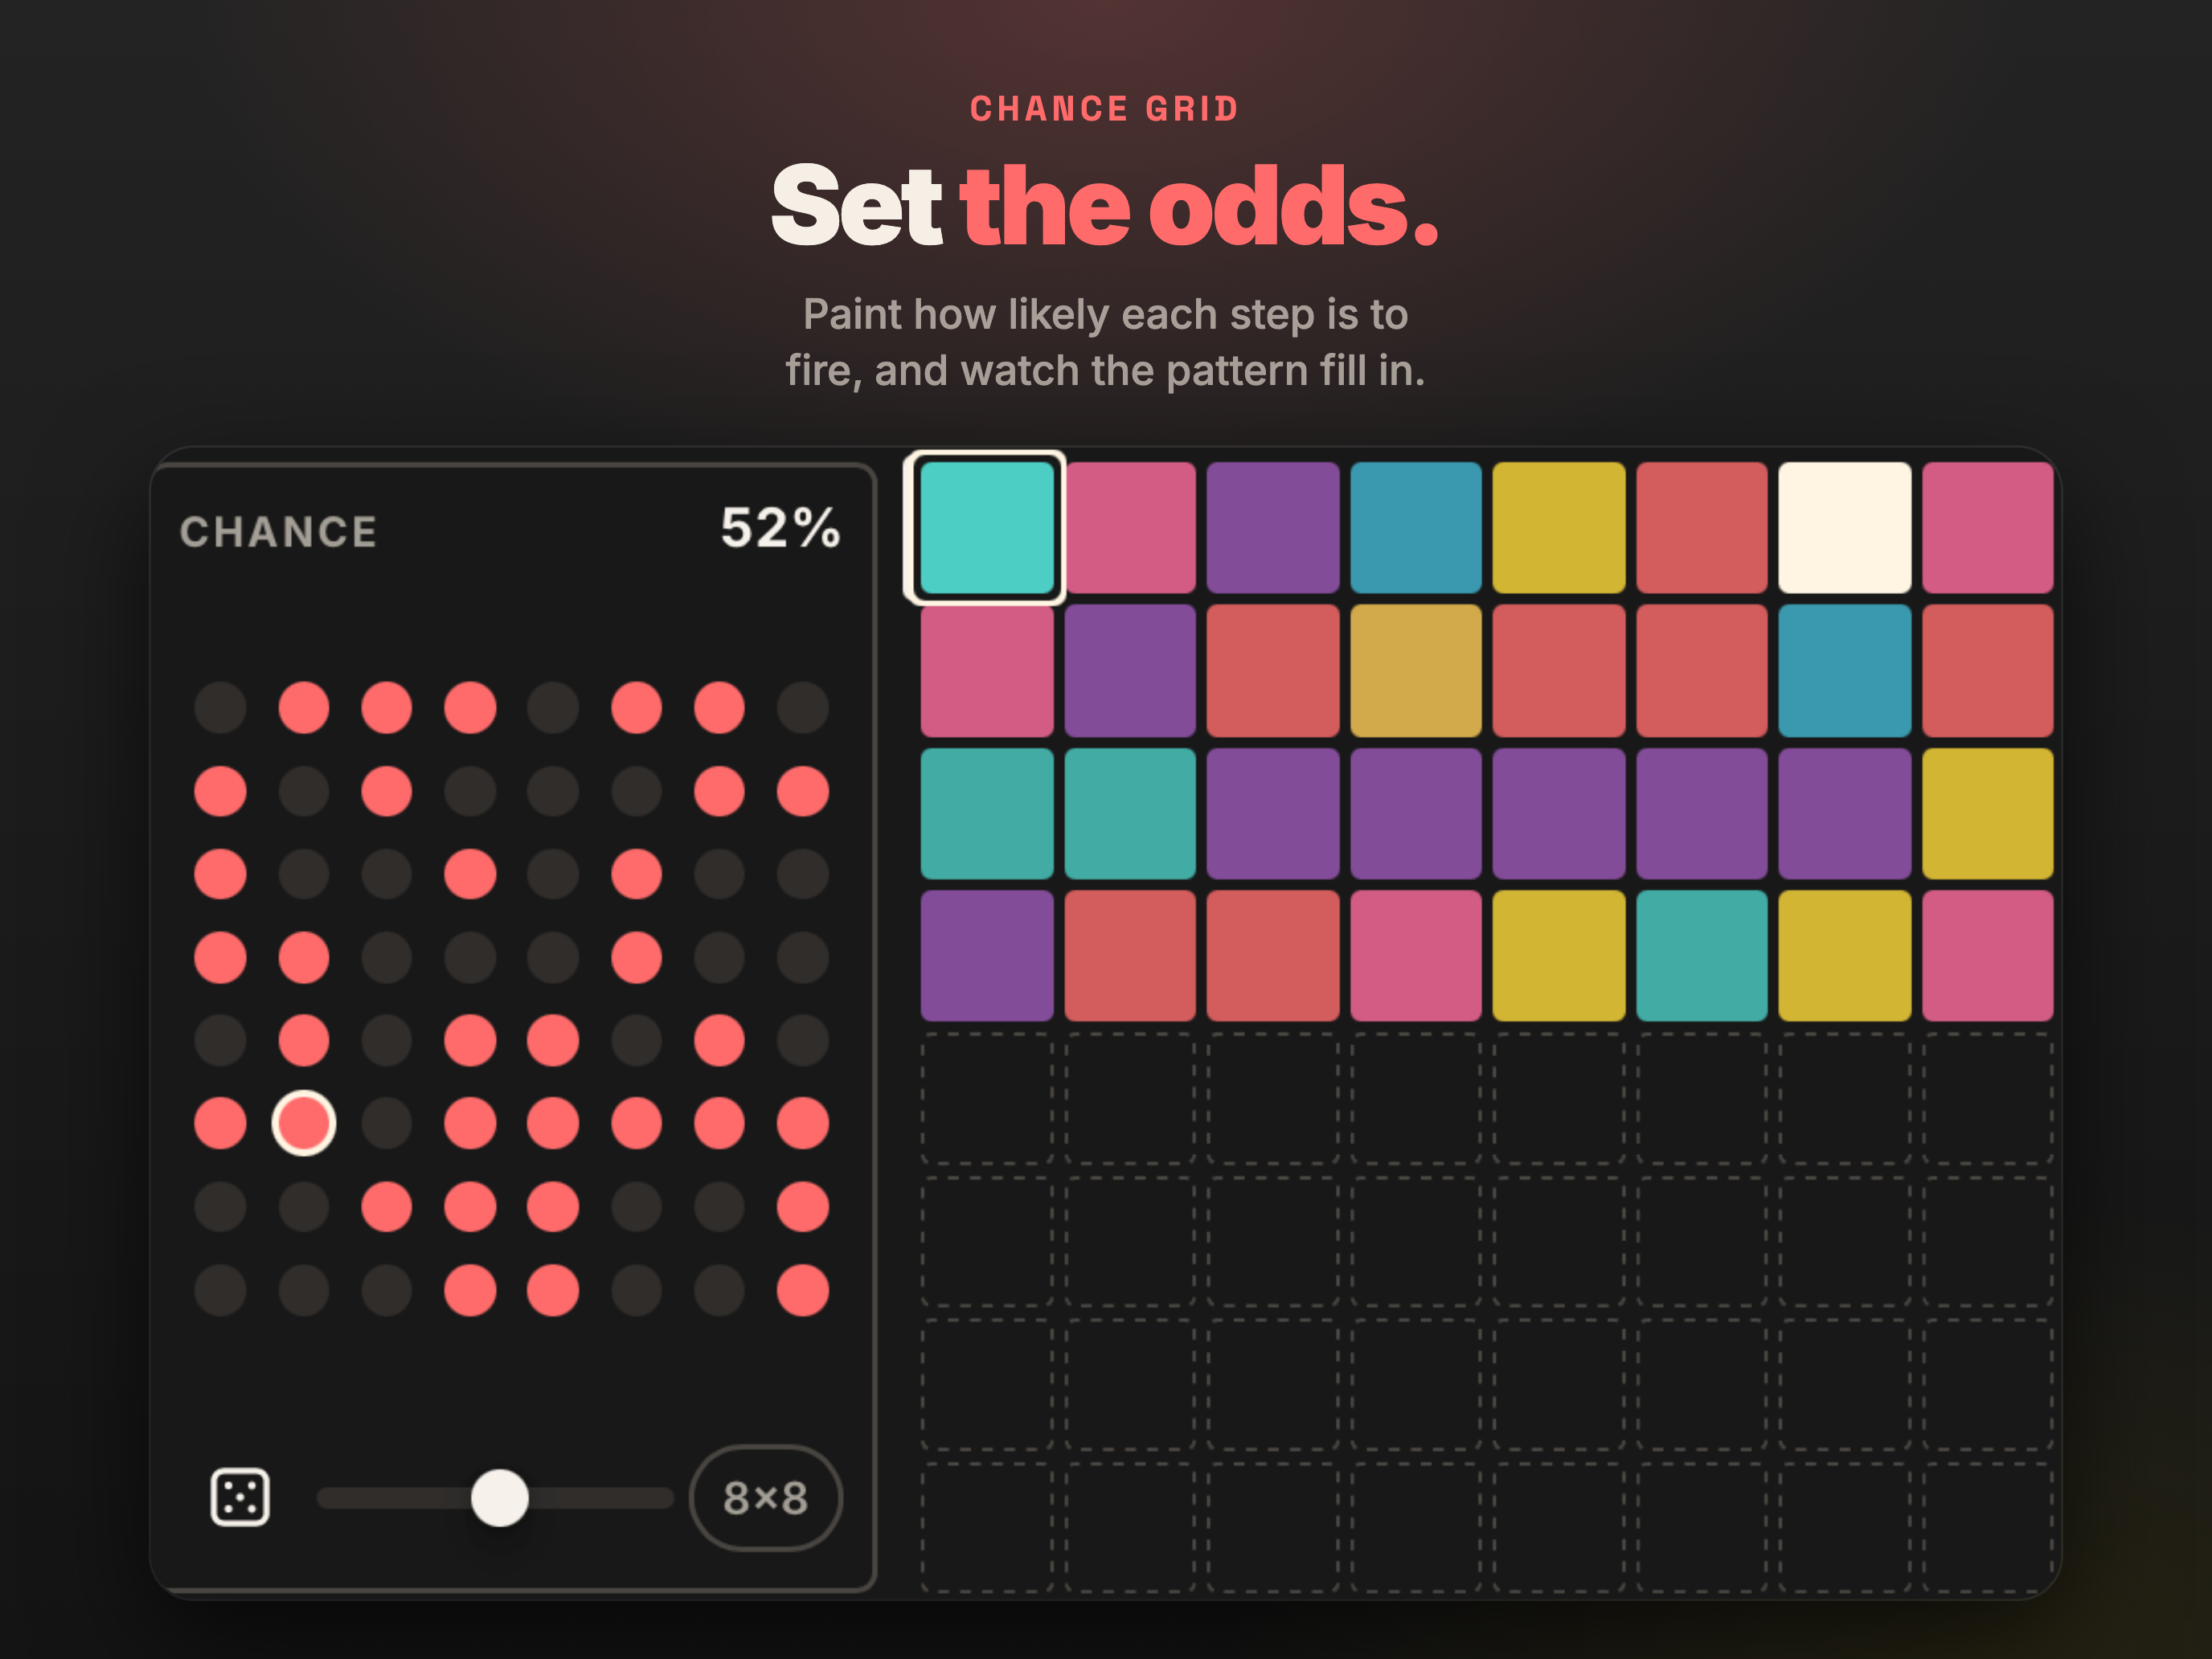 CHANCE GRID
Set the odds.
Paint how likely each step is to
fire, and watch the pattern fill in.
CHANCE 52%
8×8